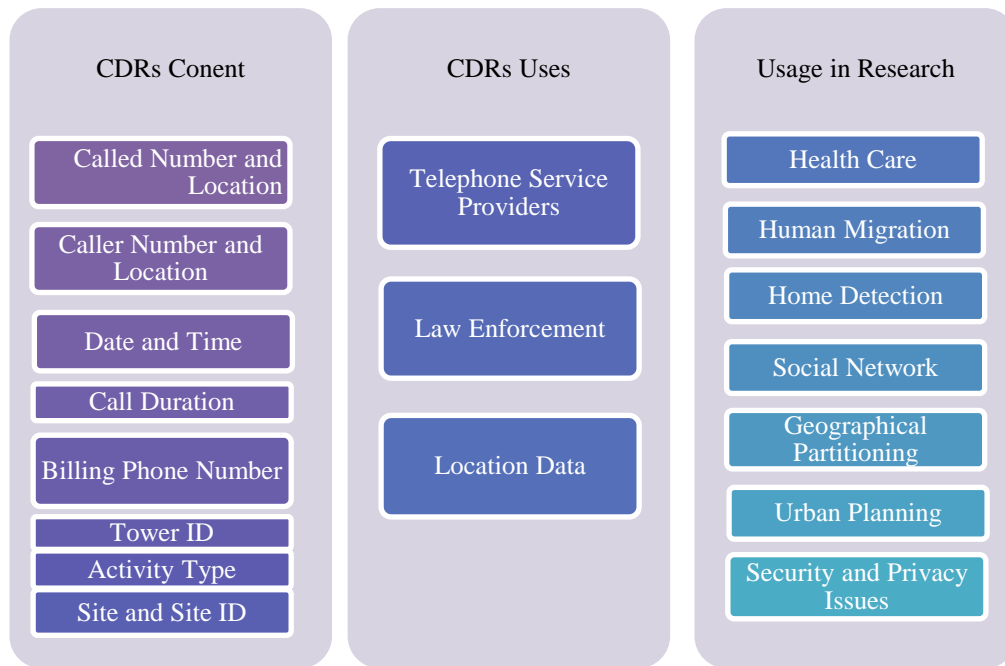 CDRs Conent
Called Number and
Location
Caller Number and
Location
Date and Time
Call Duration
Billing Phone Number
Tower ID
Activity Type
Site and Site ID
CDRs Uses
Telephone Service
Providers
Law Enforcement
Location Data
Usage in Research
Health Care
Human Migration
Home Detection
Social Network
Geographical
Partitioning
Urban Planning
Security and Privacy
Issues